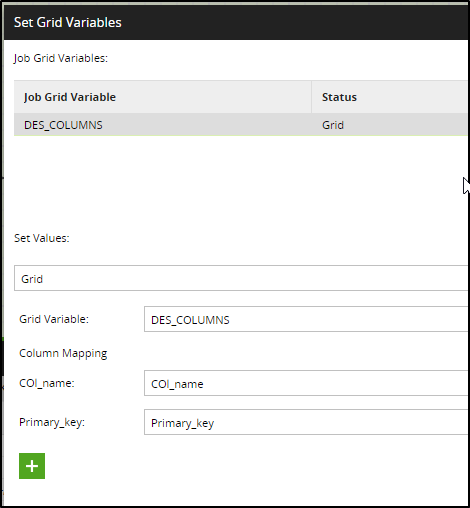 Set Grid Variables
Job Grid Variables:
Job Grid Variable Status
DES_COLUMNS Grid
Set Values:
Grid
Grid Variable: DES_COLUMNS
Column Mapping
COl_name: COl_name
Primary_key: Primary_key